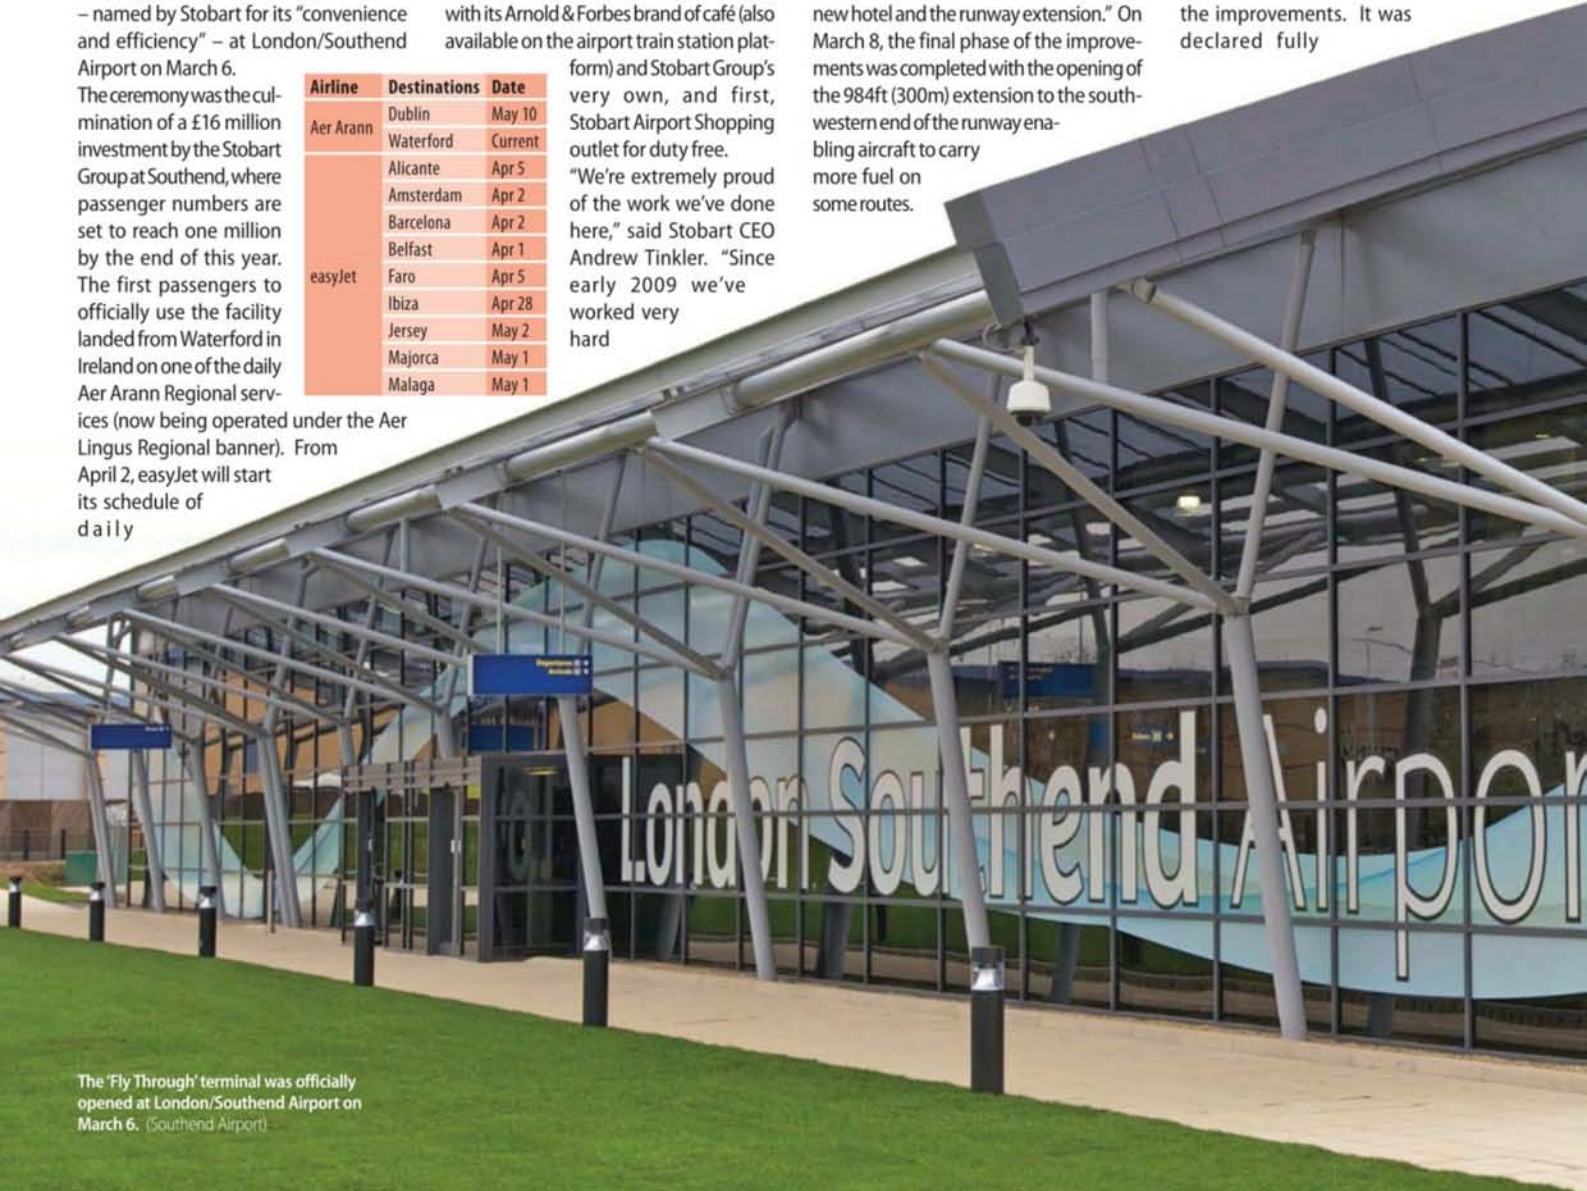 – named by Stobart for its “convenience
and efficiency” – at London/Southend
Airport on March 6.
The ceremony was the cul-
mination of a £16 million
investment by the Stobart
Group at Southend, where
passenger numbers are
set to reach one million
by the end of this year.
The first passengers to
officially use the facility
landed from Waterford in
Ireland on one of the daily
Aer Arann Regional serv-
ices (now being operated under the Aer
Lingus Regional banner). From
April 2, easyJet will start
its schedule of
daily
Airline Destinations Date
Aer Arann
Dublin May 10
Waterford Current
easyJet
Alicante Apr 5
Amsterdam Apr 2
Barcelona Apr 2
Belfast Apr 1
Faro Apr 5
Ibiza Apr 28
Jersey May 2
Majorca May 1
Malaga May 1
with its Arnold & Forbes brand of café (also
available on the airport train station plat-
form) and Stobart Group’s
very own, and first,
Stobart Airport Shopping
outlet for duty free.
“We’re extremely proud
of the work we’ve done
here,” said Stobart CEO
Andrew Tinkler. “Since
early 2009 we’ve
worked very
hard
new hotel and the runway extension.” On
March 8, the final phase of the improve-
ments was completed with the opening of
the 984ft (300m) extension to the south-
western end of the runway ena-
bling aircraft to carry
more fuel on
some routes.
the improvements. It was
declared fully
Departures
Arrivals
London Southend Airpor
The ‘Fly Through’ terminal was officially
opened at London/Southend Airport on
March 6. (Southend Airport)